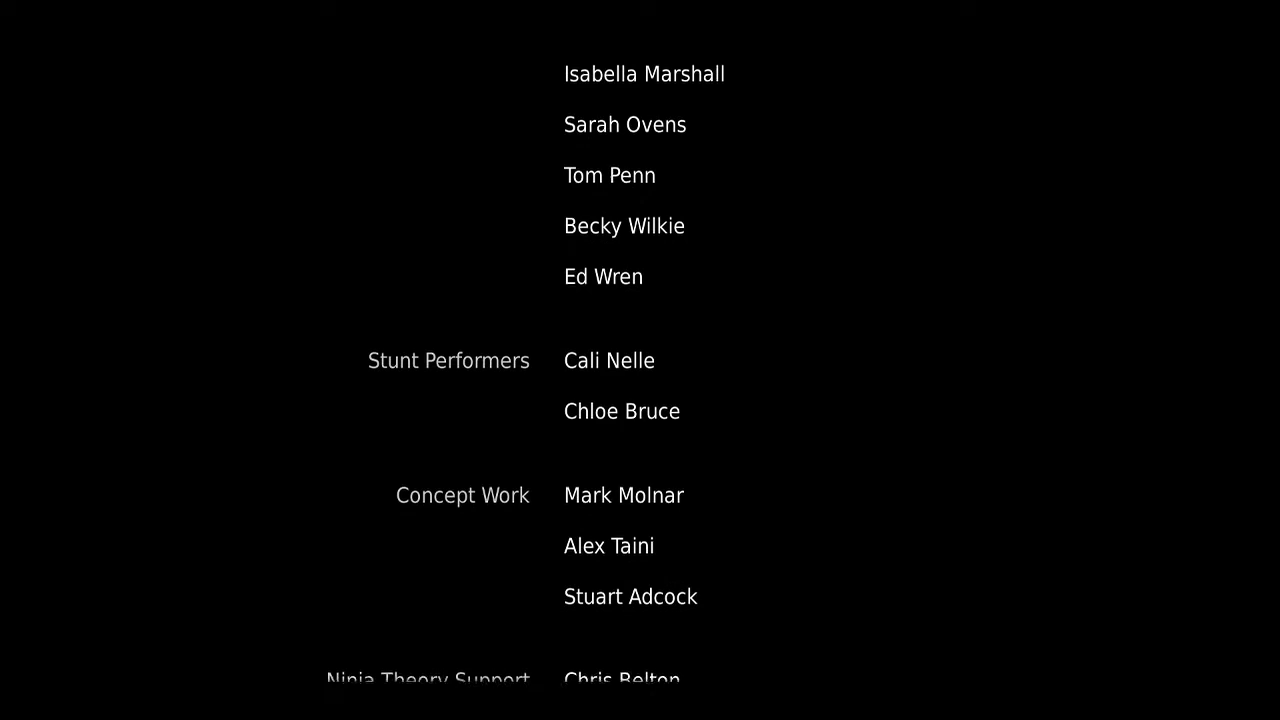 Isabella Marshall
Sarah Ovens
Tom Penn
Becky Wilkie
Ed Wren
Stunt Performers Cali Nelle
Chloe Bruce
Concept Work Mark Molnar
Alex Taini
Stuart Adcock
Ninja Theory Support Chris Belton